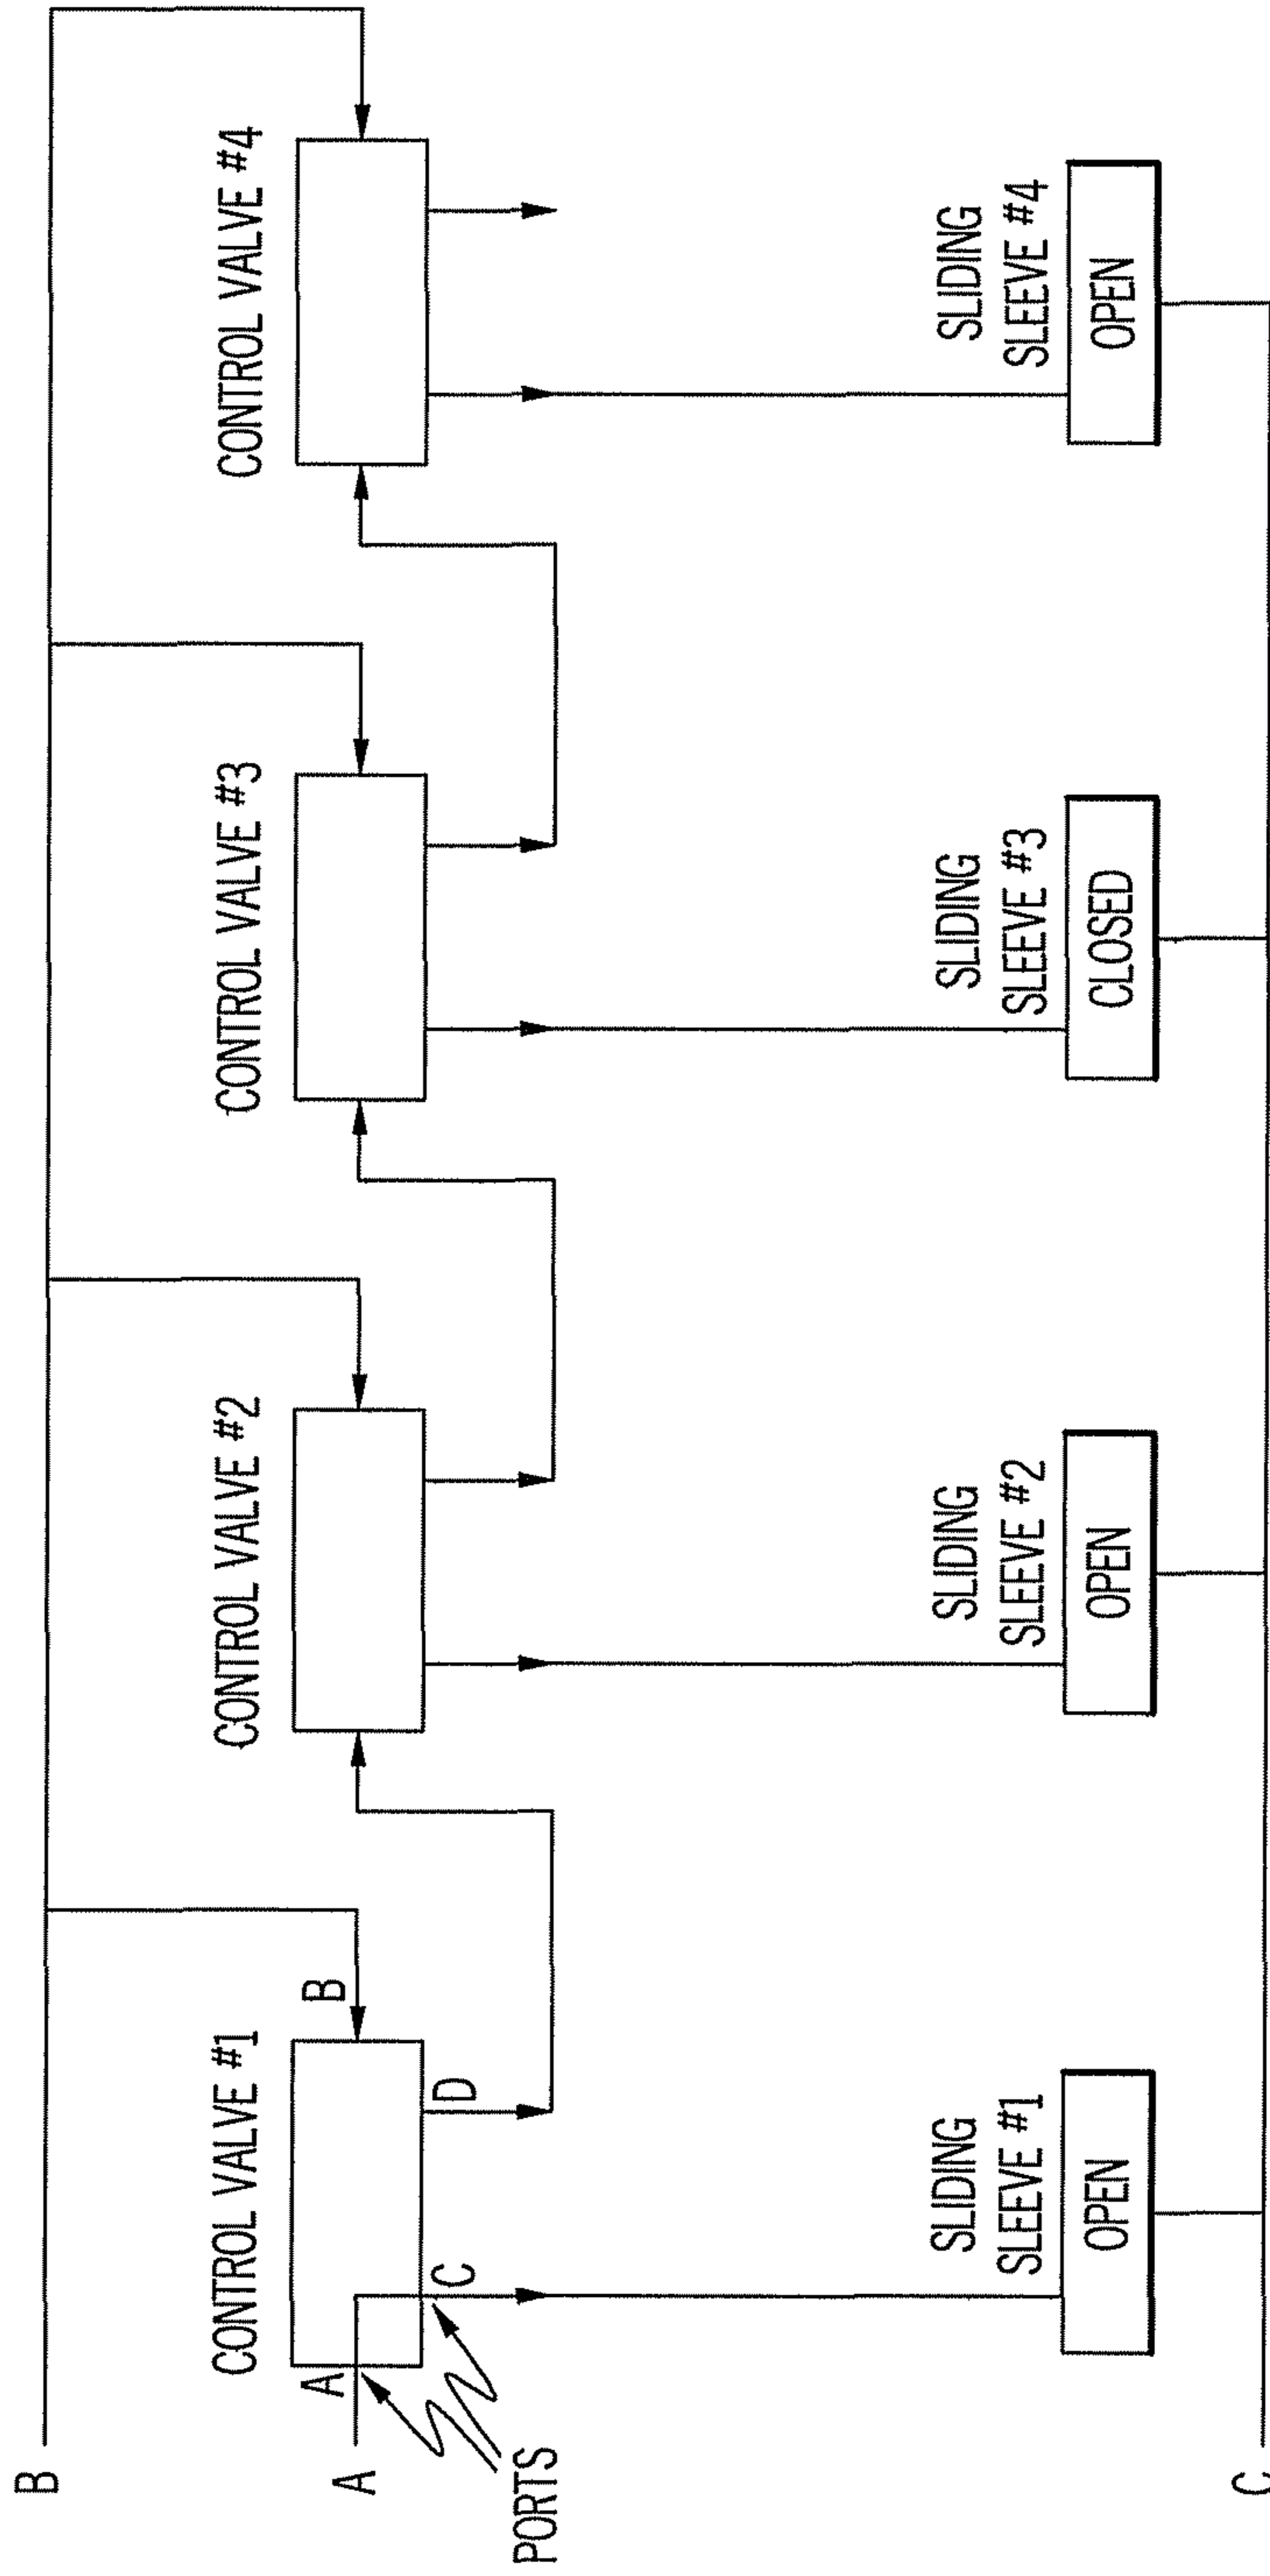 B
A
PORTS
C
CONTROL VALVE #1
A
B
C
D
SLIDING
SLEEVE #1
OPEN
CONTROL VALVE #2
SLIDING
SLEEVE #2
OPEN
CONTROL VALVE #3
SLIDING
SLEEVE #3
CLOSED
CONTROL VALVE #4
SLIDING
SLEEVE #4
OPEN